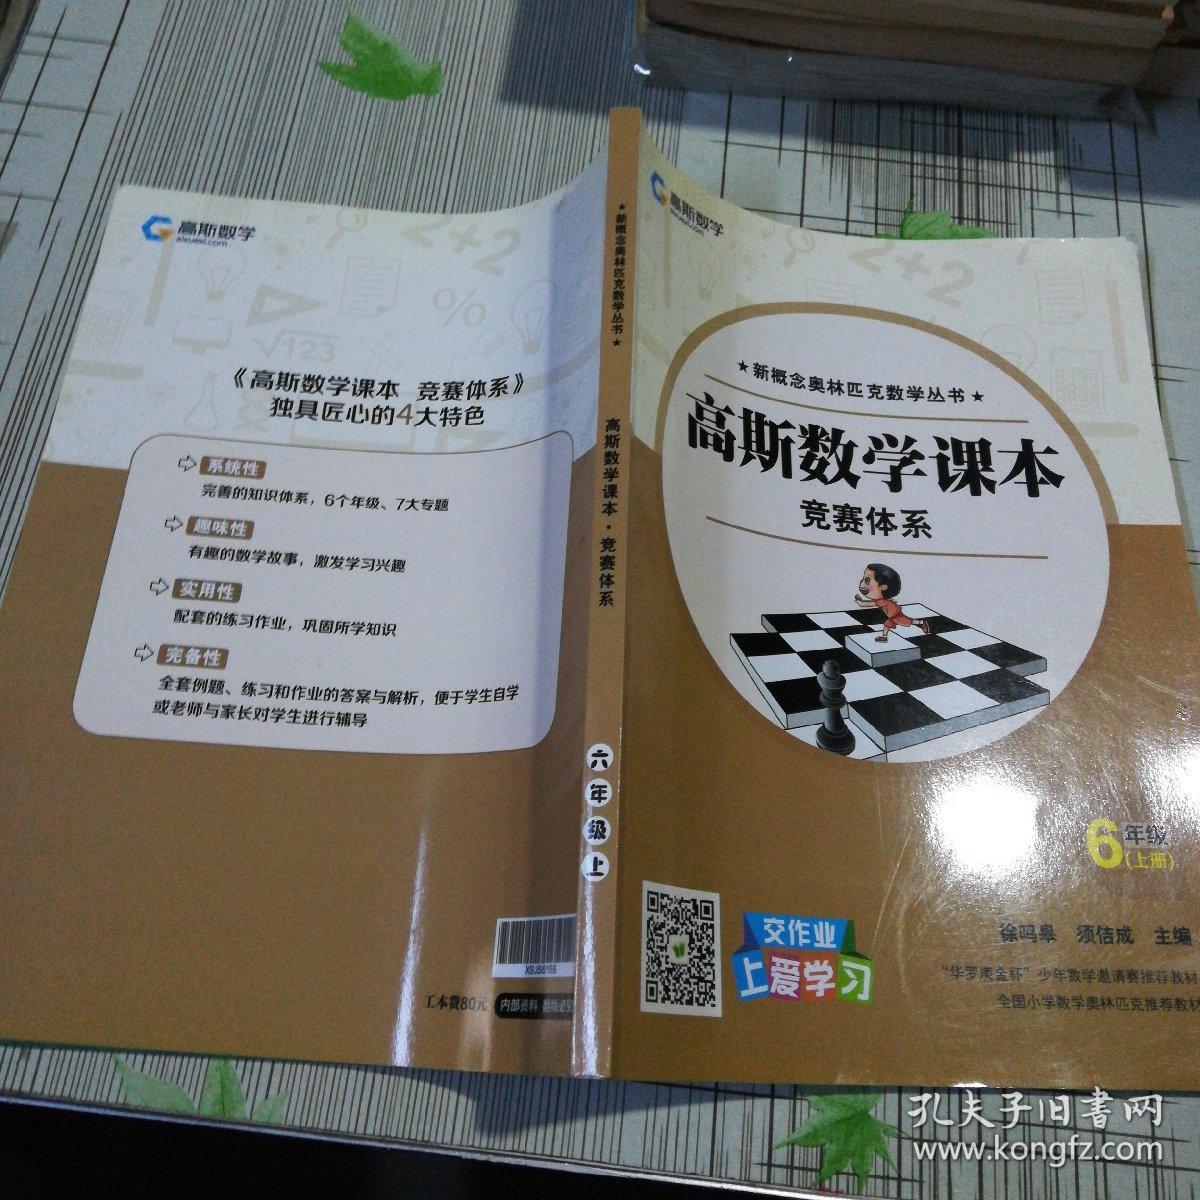 高斯数学
aixuexi.com
《高斯数学课本 竞赛体系》
独具匠心的4大特色
系统性
完善的知识体系，6个年级、7大专题
趣味性
有趣的数学故事，激发学习兴趣
实用性
配套的练习作业，巩固所学知识
完备性
全套例题、练习和作业的答案与解析，便于学生自学
或老师与家长对学生进行辅导
工本费80元
内部资料 翻版必究
★新概念奥林匹克数学丛书★
高斯数学课本·竞赛体系
六年级上
高斯数学
aixuexi.com
★新概念奥林匹克数学丛书★
高斯数学课本
竞赛体系
6年级
(上册)
徐鸣皋 须佶成 主编
“华罗庚金杯”少年数学邀请赛推荐教材
全国小学数学奥林匹克推荐教材
交作业
上爱学习
孔夫子旧书网
www.kongfz.com